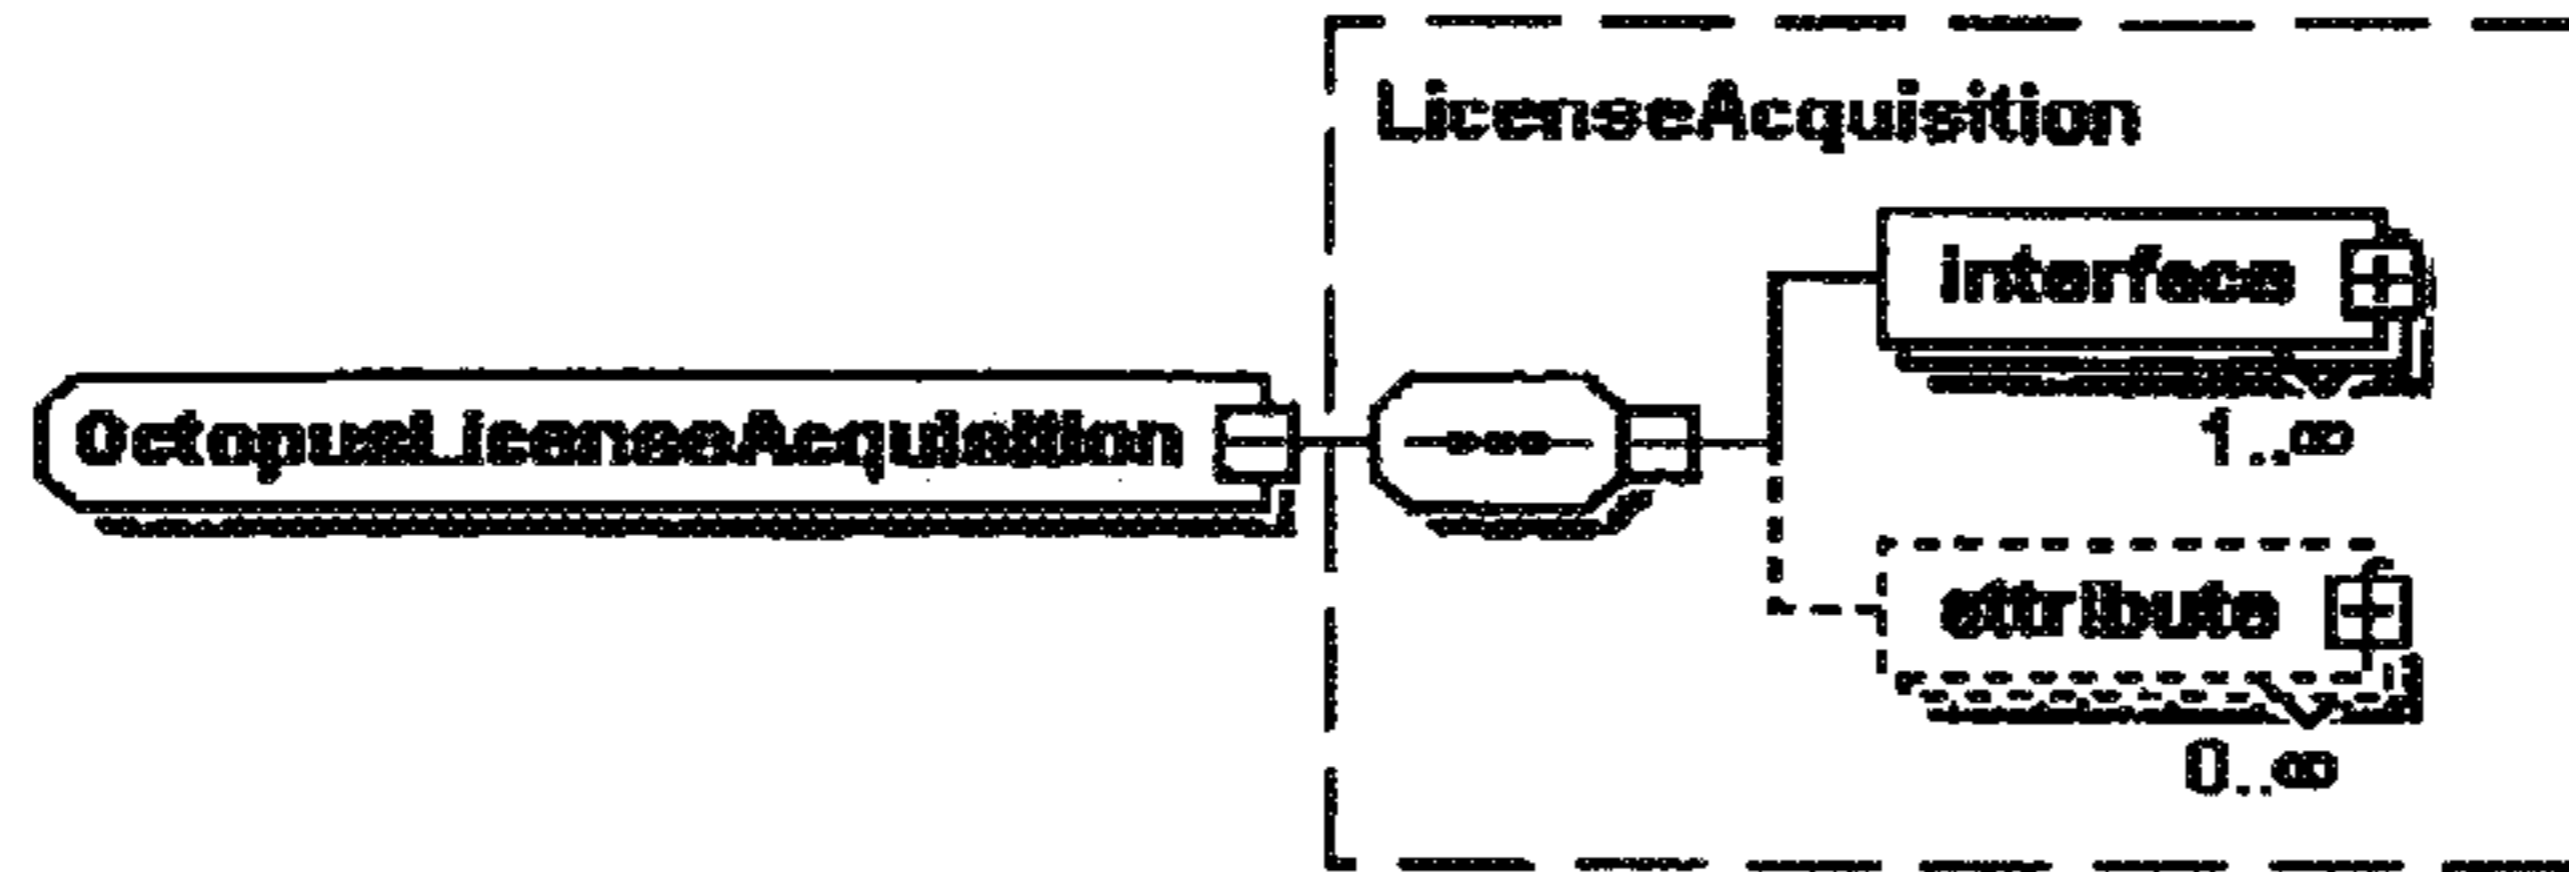 LicenseAcquisition
interface
1..∞
OctopusLicenseAcquisition
attribute
0..∞